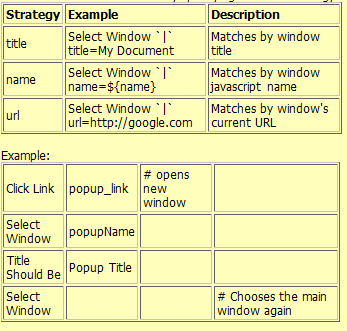 Strategy Example Description
title Select Window `|` title=My Document Matches by window title
name Select Window `|` name=${name} Matches by window javascript name
url Select Window `|` url=http://google.com Matches by window's current URL
Example:
Click Link popup_link # opens new window
Select Window popupName
Title Should Be Popup Title
Select Window # Chooses the main window again